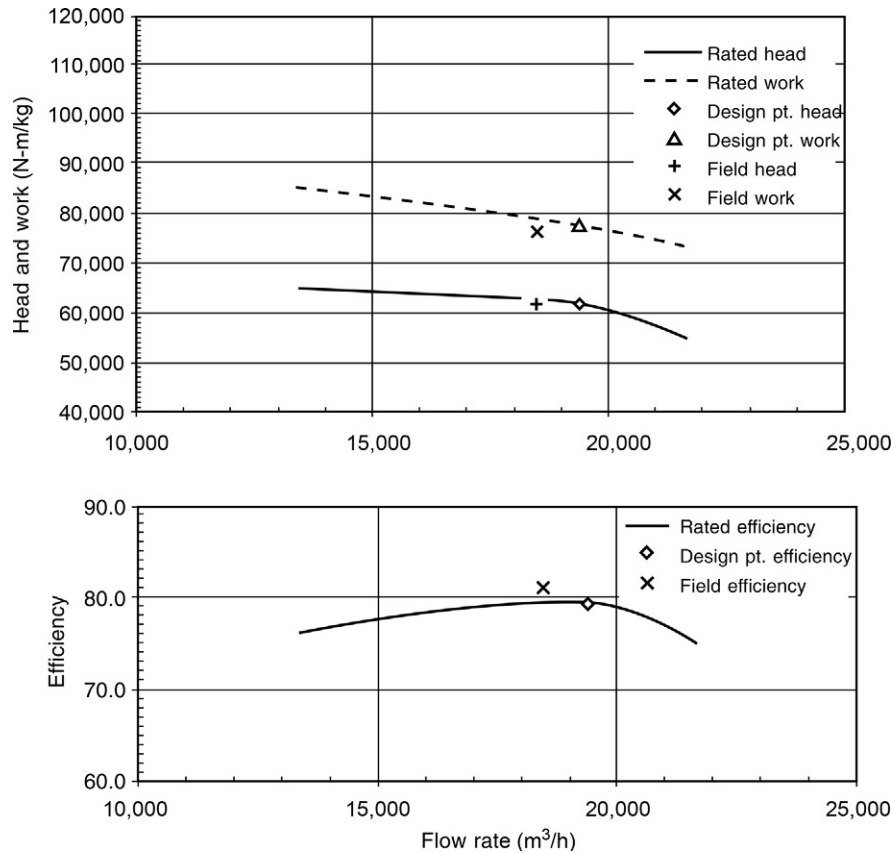 Head and work (N-m/kg)
120,000
110,000
100,000
90,000
80,000
70,000
60,000
50,000
40,000
10,000
15,000
20,000
25,000
Rated head
Rated work
Design pt. head
Design pt. work
Field head
Field work
Efficiency
90.0
80.0
70.0
60.0
10,000
15,000
20,000
25,000
Rated efficiency
Design pt. efficiency
Field efficiency
Flow rate (m³/h)